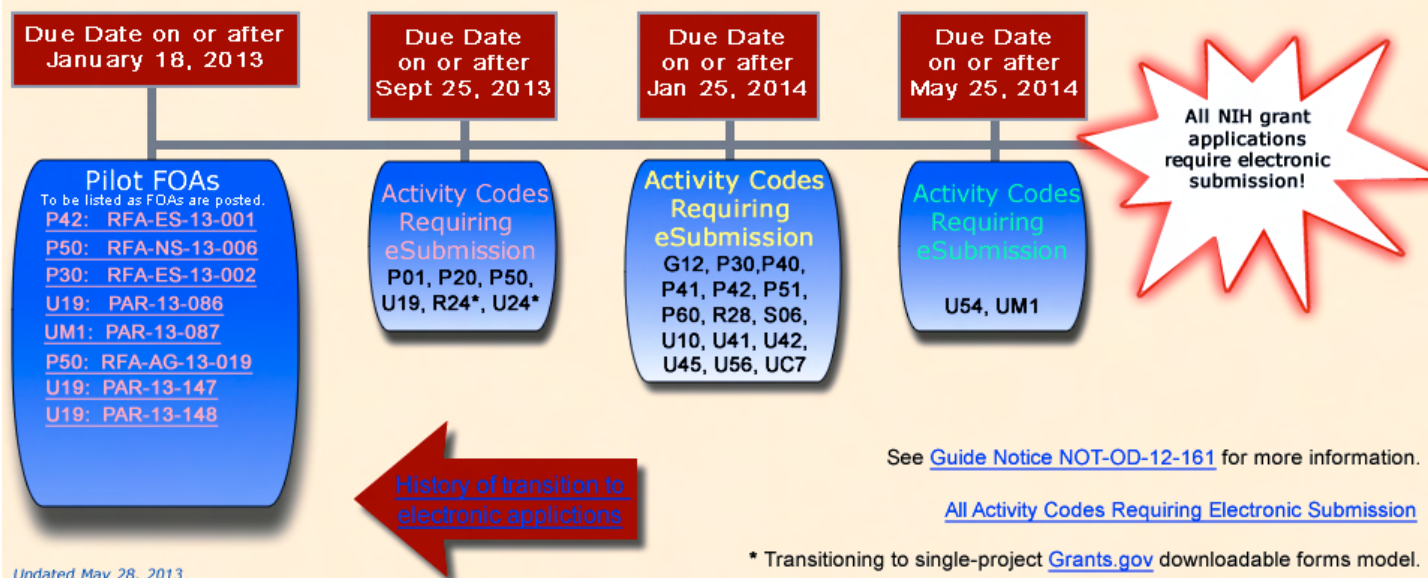 Due Date on or after
January 18, 2013
Due Date
on or after
Sept 25, 2013
Due Date
on or after
Jan 25, 2014
Due Date
on or after
May 25, 2014
All NIH grant
applications
require electronic
submission!
Pilot FOAs
To be listed as FOAs are posted.
P42: RFA-ES-13-001
P50: RFA-NS-13-006
P30: RFA-ES-13-002
U19: PAR-13-086
UM1: PAR-13-087
P50: RFA-AG-13-019
U19: PAR-13-147
U19: PAR-13-148
Activity Codes
Requiring
eSubmission
P01, P20, P50,
U19, R24*, U24*
Activity Codes
Requiring
eSubmission
G12, P30,P40,
P41, P42, P51,
P60, R28, S06,
U10, U41, U42,
U45, U56, UC7
Activity Codes
Requiring
eSubmission
U54, UM1
History of transition to
electronic applictions
See Guide Notice NOT-OD-12-161 for more information.
All Activity Codes Requiring Electronic Submission
* Transitioning to single-project Grants.gov downloadable forms model.
Updated May 28, 2013